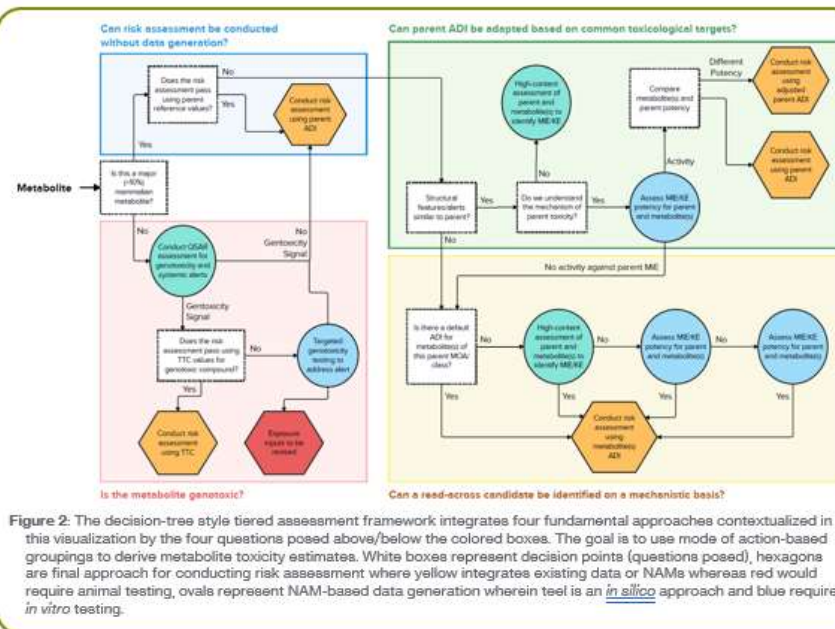 Can risk assessment be conducted
without data generation?
Can parent ADI be adapted based on common toxicological targets?
Does the risk
assessment pass
using parent
reference values?
No
Yes
Conduct risk
assessment
using parent
ADI
Yes
Metabolite
Is this a major
(>10%)
mammalian
metabolite?
No
Conduct QSAR
assessment for
genotoxicity and
systemic alerts
No
Gentoxicity
Signal
Gentoxicity
Signal
Does the risk
assessment pass using
TTC values for
genotoxic compound?
No
Targeted
genotoxicity
testing to
address alert
Yes
Conduct risk
assessment
using TTC
Exposure
inputs to be
revised
Is the metabolite genotoxic?
High-content
assessment of
parent and
metabolite(s) to
identify MIE/KE
Compare
metabolite(s) and
parent potency
Different
Potency
Conduct risk
assessment
using
adjusted
parent ADI
Conduct risk
assessment
using parent
ADI
No
Activity
Structural
features/alerts
similar to parent?
Yes
Do we understand
the mechanism of
parent toxicity?
Yes
Assess MIE/KE
potency for parent
and metabolite(s)
No
No activity against parent MIE
Is there a default
ADI for
metabolite(s) of
this parent MOA/
class?
No
High-content
assessment of
parent and
metabolite(s) to
identify MIE/KE
No
Assess MIE/KE
potency for parent
and metabolite(s)
No
Assess MIE/KE
potency for parent
and metabolite(s)
Yes
Yes
Yes
Yes
Conduct risk
assessment
using
metabolite(s)
ADI
Can a read-across candidate be identified on a mechanistic basis?
Figure 2: The decision-tree style tiered assessment framework integrates four fundamental approaches contextualized in
this visualization by the four questions posed above/below the colored boxes. The goal is to use mode of action-based
groupings to derive metabolite toxicity estimates. White boxes represent decision points (questions posed), hexagons
are final approach for conducting risk assessment where yellow integrates existing data or NAMs whereas red would
require animal testing, ovals represent NAM-based data generation wherein teel is an in silico approach and blue require
in vitro testing.